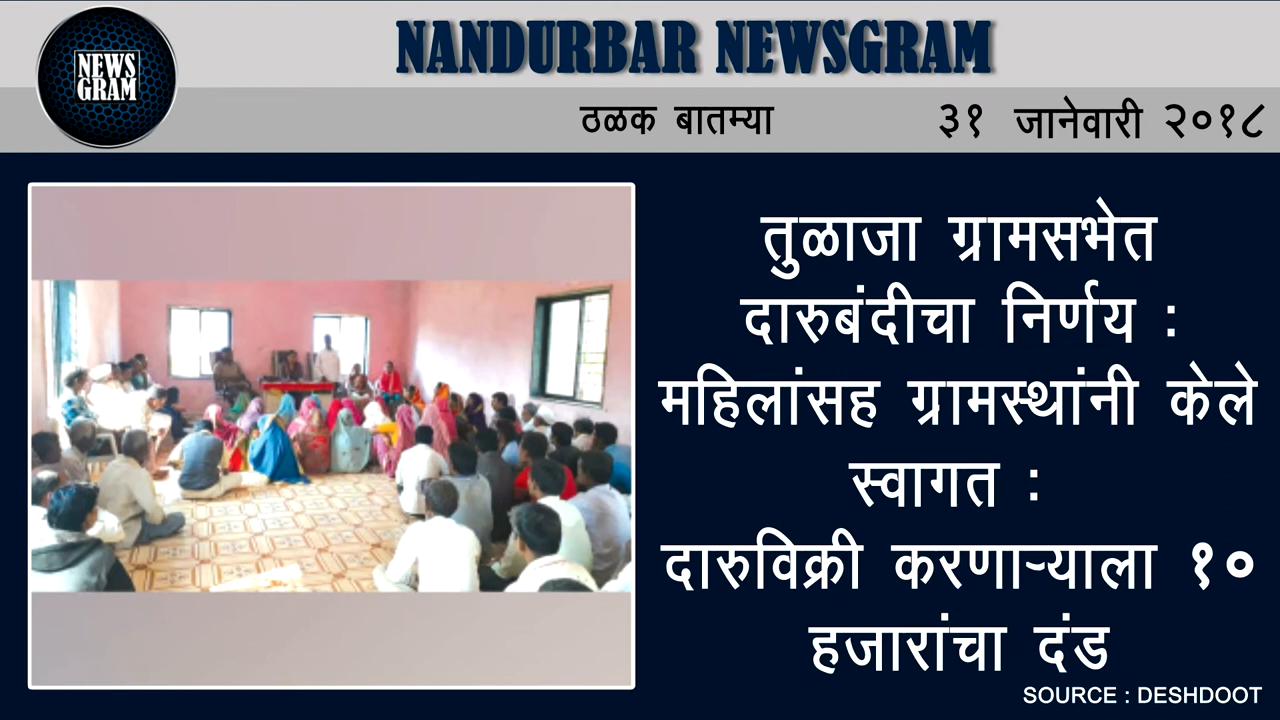 NEWS
GRAM
NANDURBAR NEWSGRAM
ठळक बातम्या
३१ जानेवारी २०१८
तुळाजा ग्रामसभेत
दारुबंदीचा निर्णय :
महिलांसह ग्रामस्थांनी केले
स्वागत :
दारुविक्री करणाऱ्याला १०
हजारांचा दंड
SOURCE : DESHDOOT